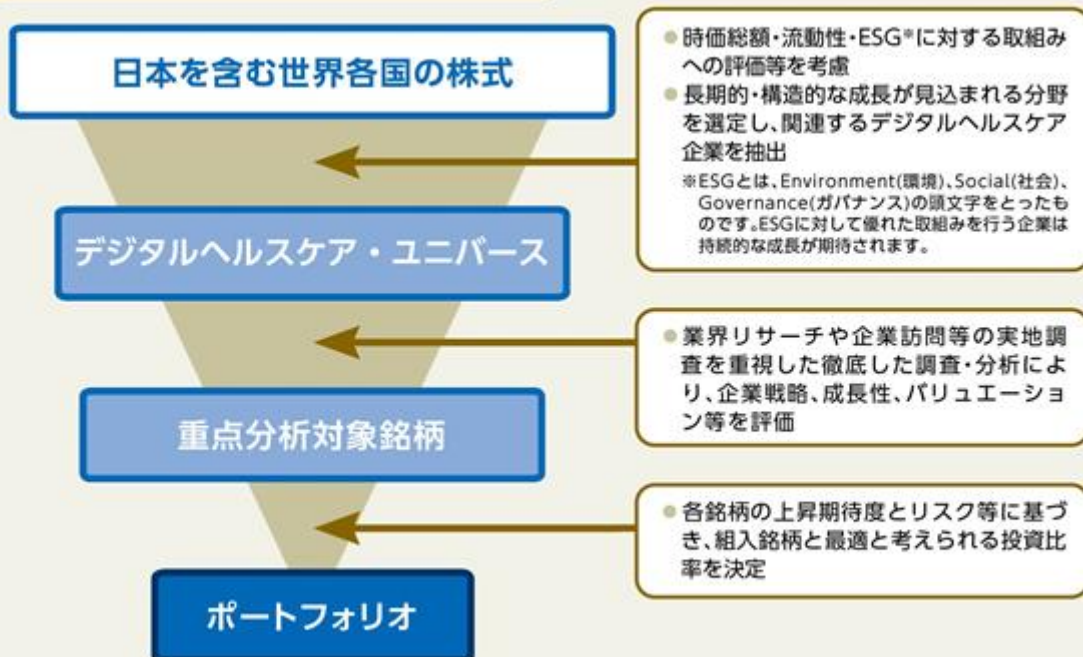 日本を含む世界各国の株式
●時価総額・流動性・ESG※に対する取組み
への評価等を考慮
●長期的・構造的な成長が見込まれる分野
を選定し、関連するデジタルヘルスケア
企業を抽出
※ESGとは、Environment(環境)、Social(社会)、
Governance(ガバナンス)の頭文字をとったも
のです。ESGに対して優れた取組みを行う企業は
持続的な成長が期待されます。
デジタルヘルスケア・ユニバース
●業界リサーチや企業訪問等の実地調
査を重視した徹底した調査・分析によ
り、企業戦略、成長性、バリュエーショ
ン等を評価
重点分析対象銘柄
●各銘柄の上昇期待度とリスク等に基づ
き、組入銘柄と最適と考えられる投資比
率を決定
ポートフォリオ